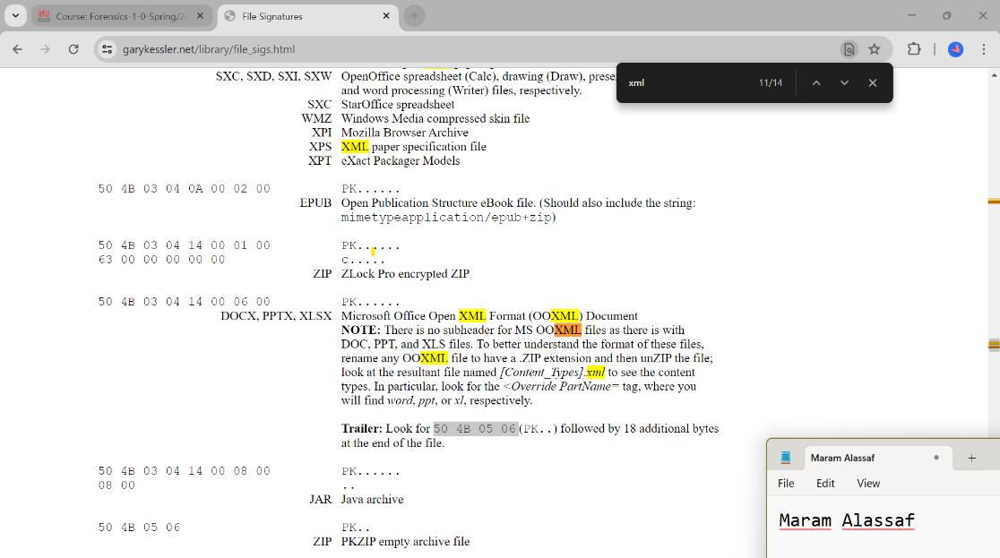 Course: Forensics-1-0-Spring/2
File Signatures
garykessler.net/library/file_sigs.html
xml
11/14
SXC, SXD, SXI, SXW OpenOffice spreadsheet (Calc), drawing (Draw),
and word processing (Writer) files, respectively.
SXC StarOffice spreadsheet
WMZ Windows Media compressed skin file
XPI Mozilla Browser Archive
XPS XML paper specification file
XPT eXact Packager Models
50 4B 03 04 0A 00 02 00 PK......
EPUB Open Publication Structure eBook file. (Should also include the string:
mimetypeapplication/epub+zip)
50 4B 03 04 14 00 01 00 PK......
63 00 00 00 00 00 c.....
ZIP ZLock Pro encrypted ZIP
50 4B 03 04 14 00 06 00 PK......
DOCX, PPTX, XLSX Microsoft Office Open XML Format (OOXML) Document
NOTE: There is no subheader for MS OOXML files as there is with
DOC, PPT, and XLS files. To better understand the format of these files,
rename any OOXML file to have a .ZIP extension and then unZIP the file;
look at the resultant file named [Content_Types].xml to see the content
types. In particular, look for the <Override PartName= tag, where you
will find word, ppt, or xl, respectively.
Trailer: Look for 50 4B 05 06 (PK..) followed by 18 additional bytes
at the end of the file.
50 4B 03 04 14 00 08 00 PK......
08 00 ..
JAR Java archive
50 4B 05 06 PK..
ZIP PKZIP empty archive file
Maram Alassaf
File Edit View
Maram Alassaf